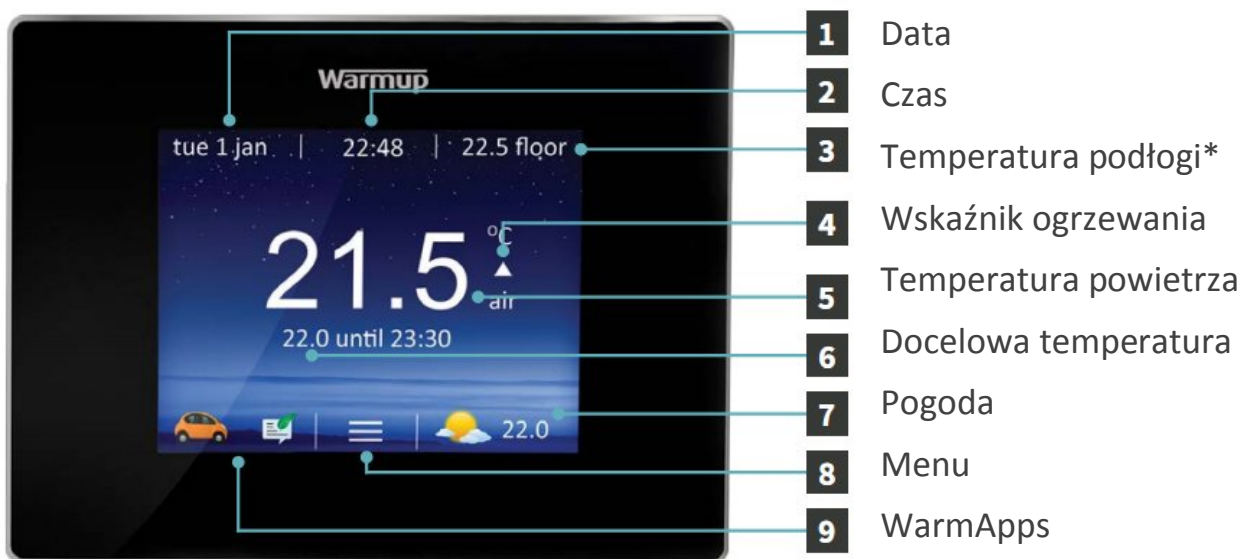 Warmup
tue 1 jan | 22:48 | 22.5 floor
21.5 °C
air
22.0 until 23:30
22.0
1 Data
2 Czas
3 Temperatura podłogi*
4 Wskaźnik ogrzewania
5 Temperatura powietrza
6 Docelowa temperatura
7 Pogoda
8 Menu
9 WarmApps